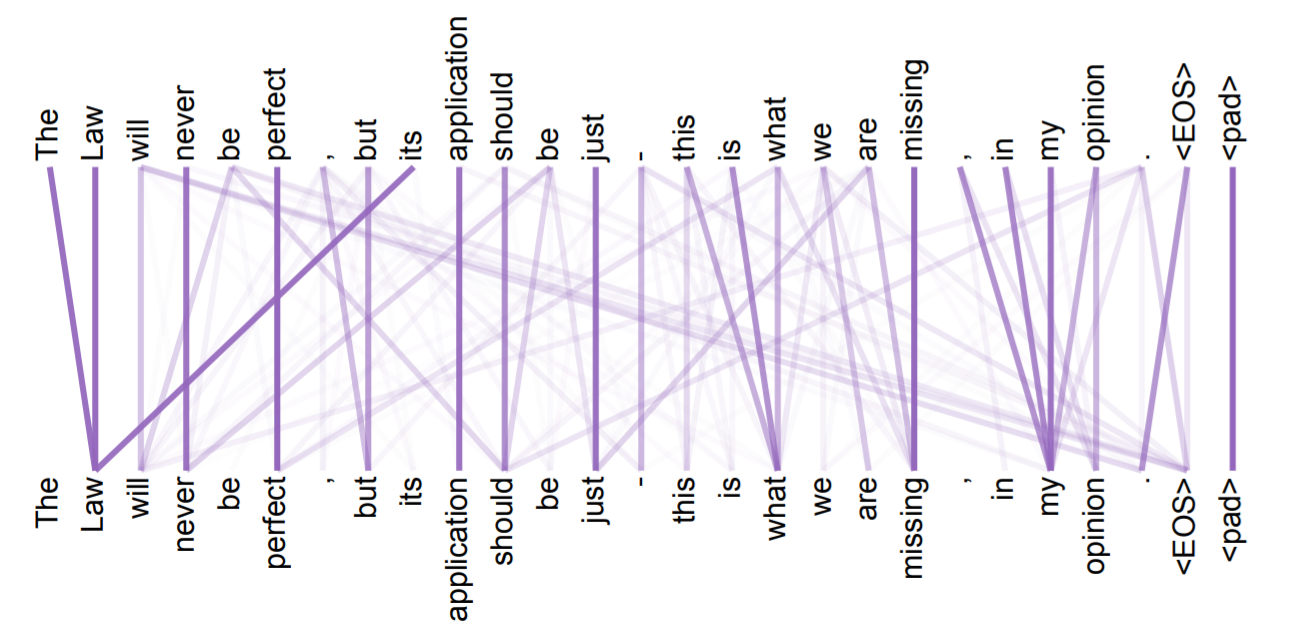 The Law will never be perfect , but its application should be just - this is what we are missing , in my opinion . <EOS> <pad>
The Law will never be perfect , but its application should be just - this is what we are missing , in my opinion . <EOS> <pad>